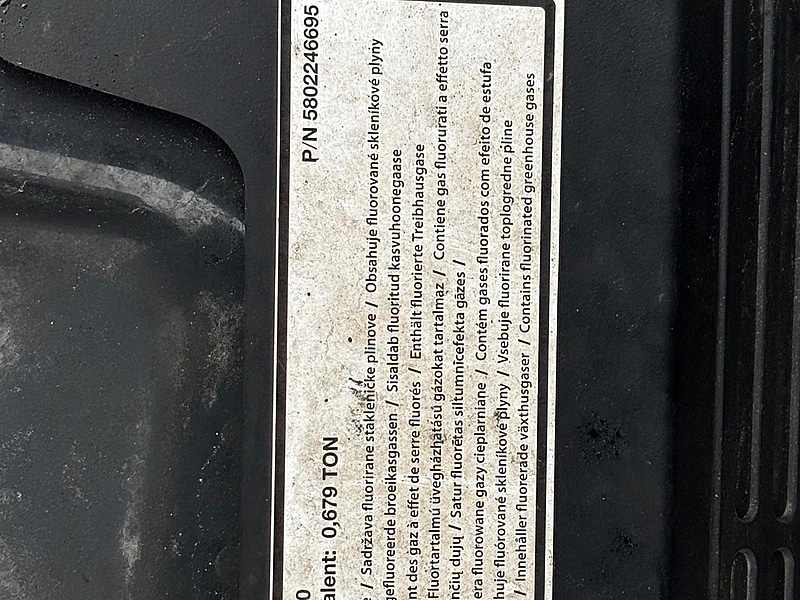 P/N 5802246695
alent: 0,679 TON
/ Sadržava fluorirane stakleničke plinove / Obsahuje fluorované skleníkové plyny
gefluoreerde broeikasgassen / Sisaldab fluoritud kasvuhoonegaase
nt des gaz à effet de serre fluorés / Enthält fluorierte Treibhausgase
Fluortartalmú üvegházhatású gázokat tartalmaz / Contiene gas fluorurati a effetto serra
nčių dujų / Satur fluorētas siltumnīcefekta gāzes /
era fluorowane gazy cieplarniane / Contém gases fluorados com efeito de estufa
huje fluórované skleníkové plyny / Vsebuje fluorirane toplogredne pline
/ Innehåller fluorerade växthusgaser / Contains fluorinated greenhouse gases